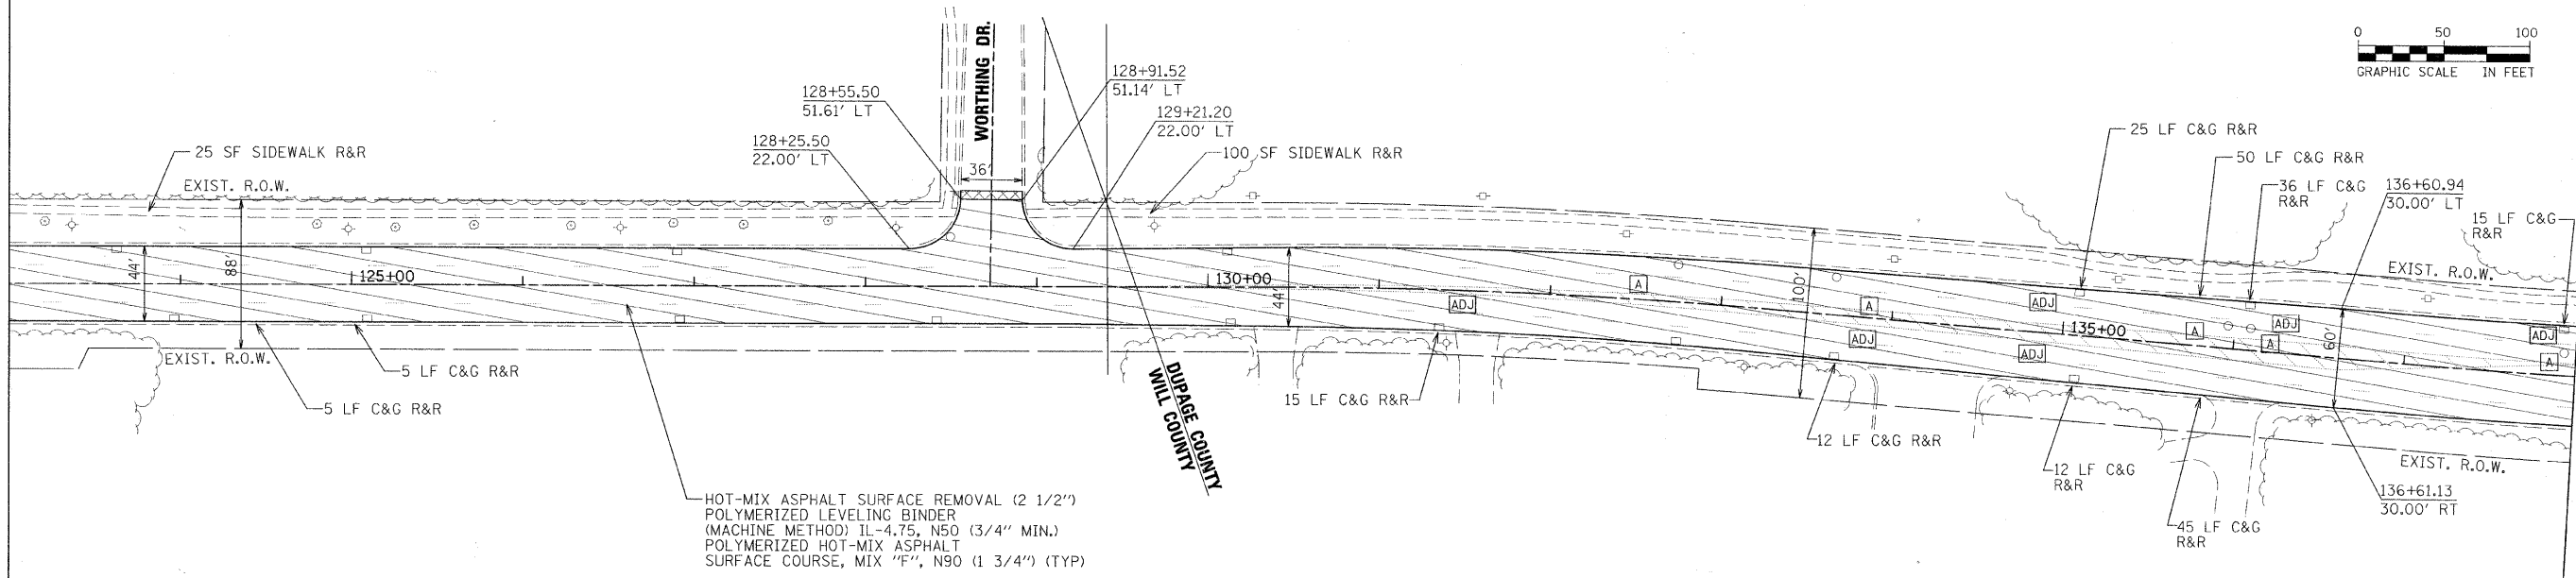 0 50 100
GRAPHIC SCALE IN FEET
WORTHING DR.
128+55.50
51.61' LT
128+91.52
51.14' LT
128+25.50
22.00' LT
129+21.20
22.00' LT
36'
25 SF SIDEWALK R&R
100 SF SIDEWALK R&R
EXIST. R.O.W.
25 LF C&G R&R
50 LF C&G R&R
36 LF C&G
R&R
136+60.94
30.00' LT
15 LF C&G
R&R
EXIST. R.O.W.
44'
88'
125+00
130+00
44'
100'
135+00
60'
A
A
A
A
A
ADJ
ADJ
ADJ
ADJ
ADJ
ADJ
EXIST. R.O.W.
5 LF C&G R&R
5 LF C&G R&R
DUPAGE COUNTY
WILL COUNTY
15 LF C&G R&R
12 LF C&G R&R
12 LF C&G
R&R
45 LF C&G
R&R
EXIST. R.O.W.
136+61.13
30.00' RT
HOT-MIX ASPHALT SURFACE REMOVAL (2 1/2")
POLYMERIZED LEVELING BINDER
(MACHINE METHOD) IL-4.75, N50 (3/4" MIN.)
POLYMERIZED HOT-MIX ASPHALT
SURFACE COURSE, MIX "F", N90 (1 3/4") (TYP)